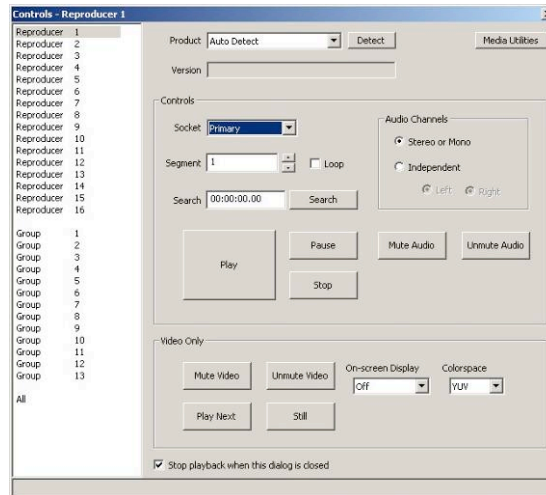 Controls - Reproducer 1
Reproducer 1
Reproducer 2
Reproducer 3
Reproducer 4
Reproducer 5
Reproducer 6
Reproducer 7
Reproducer 8
Reproducer 9
Reproducer 10
Reproducer 11
Reproducer 12
Reproducer 13
Reproducer 14
Reproducer 15
Reproducer 16
Group 1
Group 2
Group 3
Group 4
Group 5
Group 6
Group 7
Group 8
Group 9
Group 10
Group 11
Group 12
Group 13
All
Product Auto Detect Detect Media Utilities
Version
Controls
Socket Primary
Segment 1 Loop
Search 00:00:00.00 Search
Audio Channels
Stereo or Mono
Independent
Left Right
Play Pause Mute Audio Unmute Audio
Stop
Video Only
Mute Video Unmute Video
On-screen Display Colorspace
Off YUV
Play Next Still
Stop playback when this dialog is closed